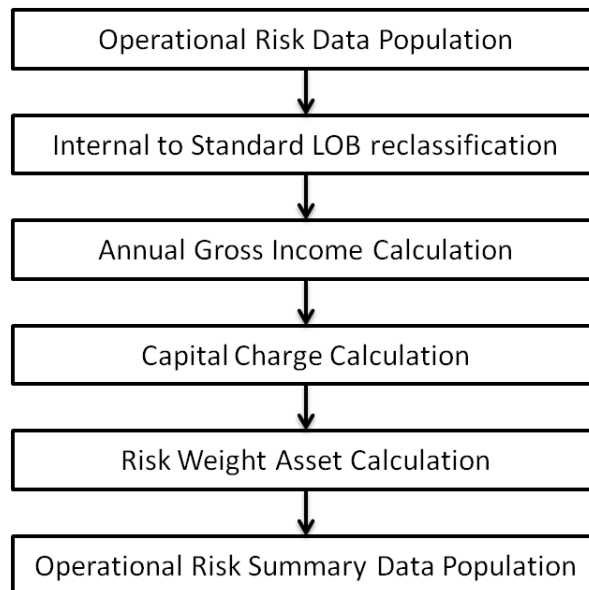 Operational Risk Data Population
Internal to Standard LOB reclassification
Annual Gross Income Calculation
Capital Charge Calculation
Risk Weight Asset Calculation
Operational Risk Summary Data Population